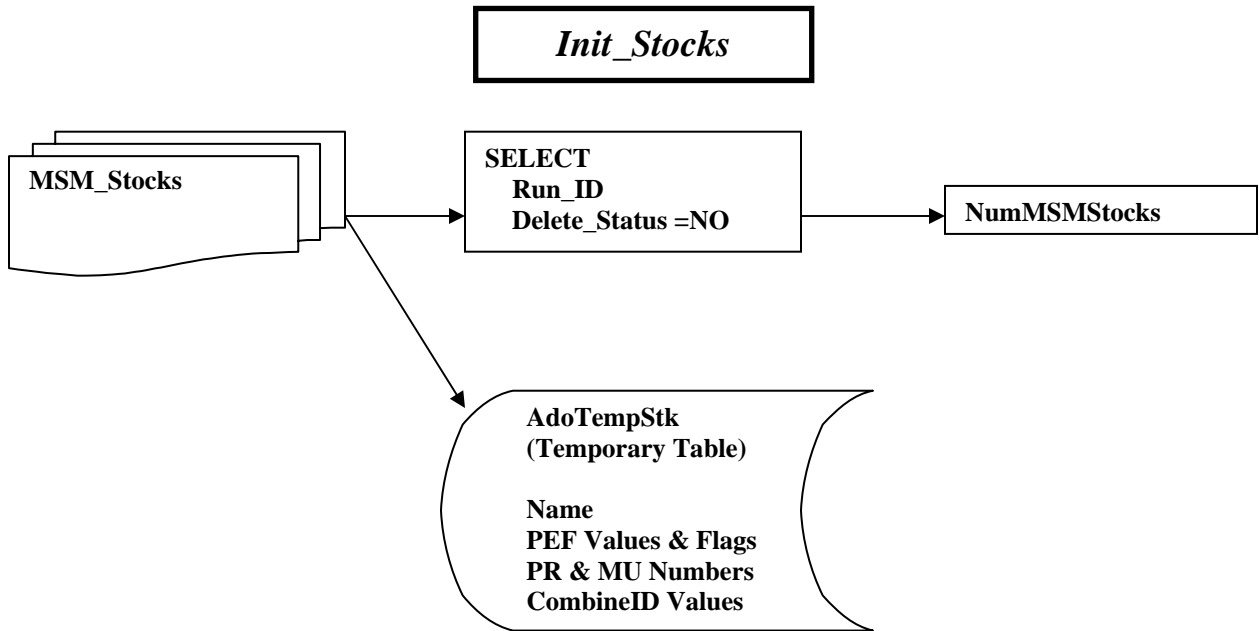 Init_Stocks
MSM_Stocks
SELECT
Run_ID
Delete_Status =NO
NumMSMStocks
AdoTempStk
(Temporary Table)
Name
PEF Values & Flags
PR & MU Numbers
CombineID Values